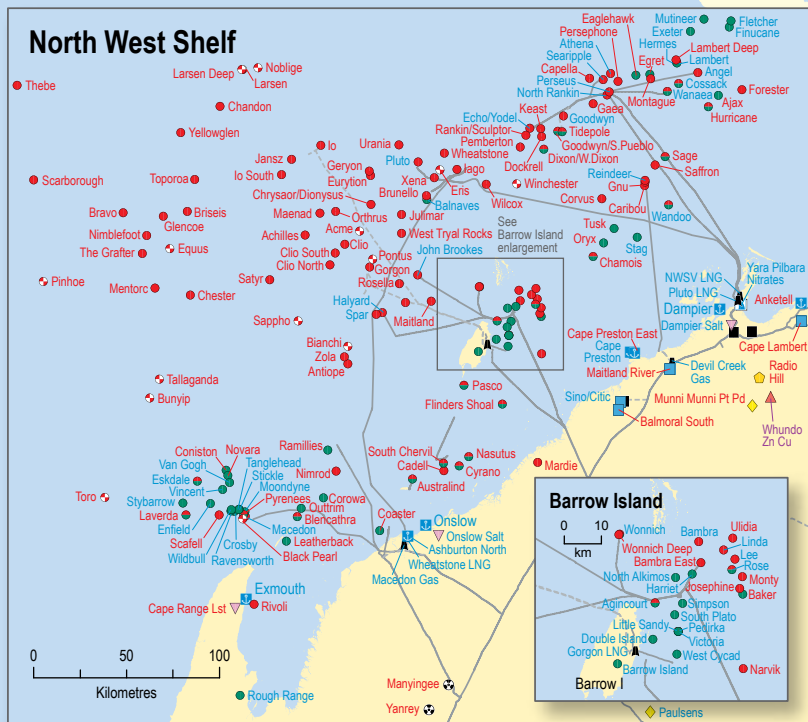 North West Shelf
Eaglehawk
Persephone
Athena
Searipple
Capella
Perseus
North Rankin
Mutineer
Exeter
Hermes
Fletcher
Finucane
Lambert Deep
Lambert
Egret
Angel
Montague
Cossack
Wanaea
Forester
Ajax
Hurricane
Gaea
Noblige
Larsen Deep
Larsen
Thebe
Chandon
Yellowglen
Keast
Echo/Yodel
Rankin/Sculptor
Pemberton
Goodwyn
Tidepole
Goodwyn/S.Pueblo
Dixon/W.Dixon
Dockrell
Sage
Saffron
Reindeer
Gnu
Caribou
Corvus
Wandoo
Io
Jansz
Io South
Urania
Pluto
Wheatstone
Geryon
Eurytion
Xena
Iago
Eris
Brunello
Balnaves
Winchester
Wilcox
Scarborough
Toporoa
Chrysaor/Dionysus
Maenad
Orthrus
Julimar
See
Barrow Island
enlargement
Tusk
Oryx
Stag
Chamois
Bravo
Briseis
Glencoe
Nimblefoot
The Grafter
Equus
Achilles
Acme
Clio
Clio South
Clio North
West Tryal Rocks
John Brookes
Pontus
Gorgon
Rosella
Pinhoe
Mentorc
Chester
Satyr
Halyard
Spar
Maitland
Sappho
Bianchi
Zola
Antiope
NWSV LNG
Pluto LNG
Yara Pilbara
Nitrates
Dampier
Anketell
Dampier Salt
Cape Lambert
Cape Preston East
Cape
Preston
Devil Creek
Gas
Maitland River
Radio
Hill
Munni Munni Pt Pd
Sino/Citic
Balmoral South
Whundo
Zn Cu
Tallaganda
Bunyip
Pasco
Flinders Shoal
Ramillies
Nimrod
South Chervil
Cadell
Nasutus
Cyrano
Australind
Mardie
Coniston
Novara
Van Gogh
Tanglehead
Eskdale
Stickle
Vincent
Moondyne
Toro
Stybarrow
Pyrenees
Corowa
Laverda
Outtrim
Enfield
Macedon
Blencathra
Scafell
Crosby
Black Pearl
Wildbull
Ravensworth
Leatherback
Coaster
Onslow
Onslow Salt
Ashburton North
Wheatstone LNG
Macedon Gas
Exmouth
Cape Range Lst
Rivoli
0
50
100
Kilometres
Rough Range
Manyingee
Yanrey
Paulsens
Barrow Island
0
10
km
Wonnich
Wonnich Deep
Bambra
Bambra East
Ulidia
Linda
Lee
Rose
North Alkimos
Harriet
Josephine
Monty
Baker
Agincourt
Simpson
South Plato
Little Sandy
Pedirka
Double Island
Victoria
Gorgon LNG
West Cycad
Barrow Island
Narvik
Barrow I